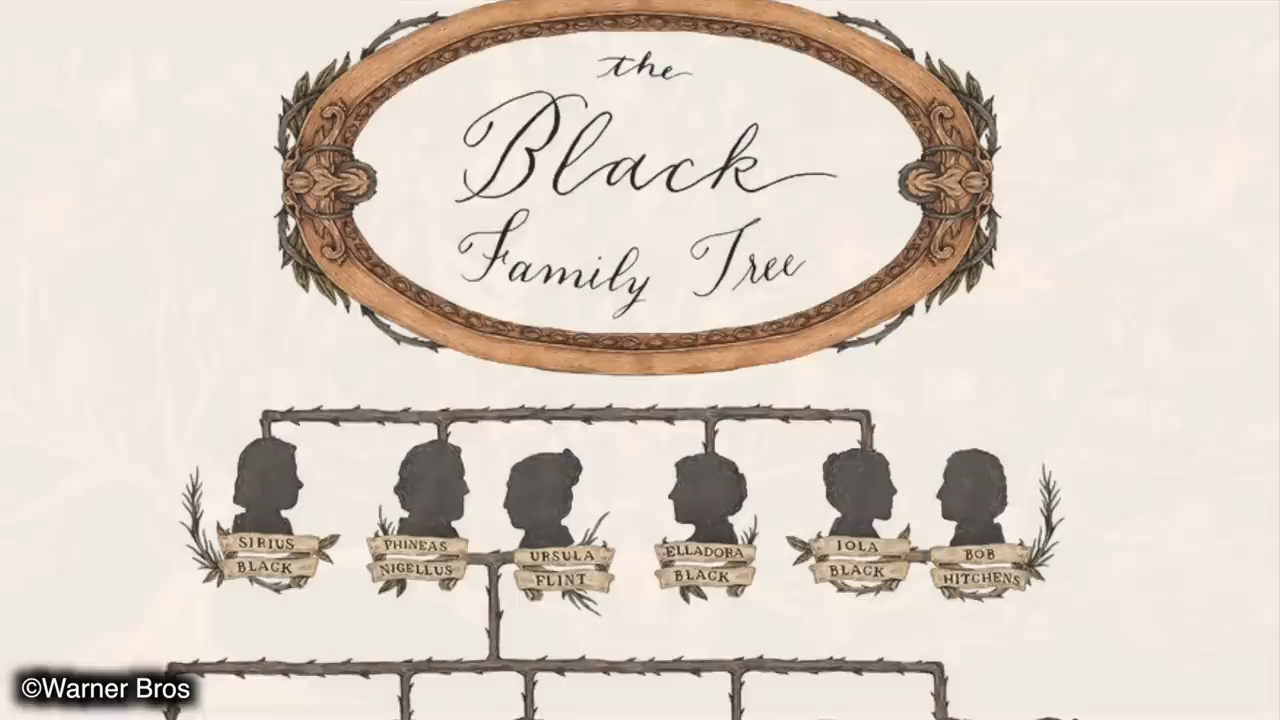 the
Black
Family Tree
SIRIUS
BLACK
PHINEAS
NIGELLUS
URSULA
FLINT
ELLADORA
BLACK
IOLA
BLACK
BOB
HITCHENS
©Warner Bros